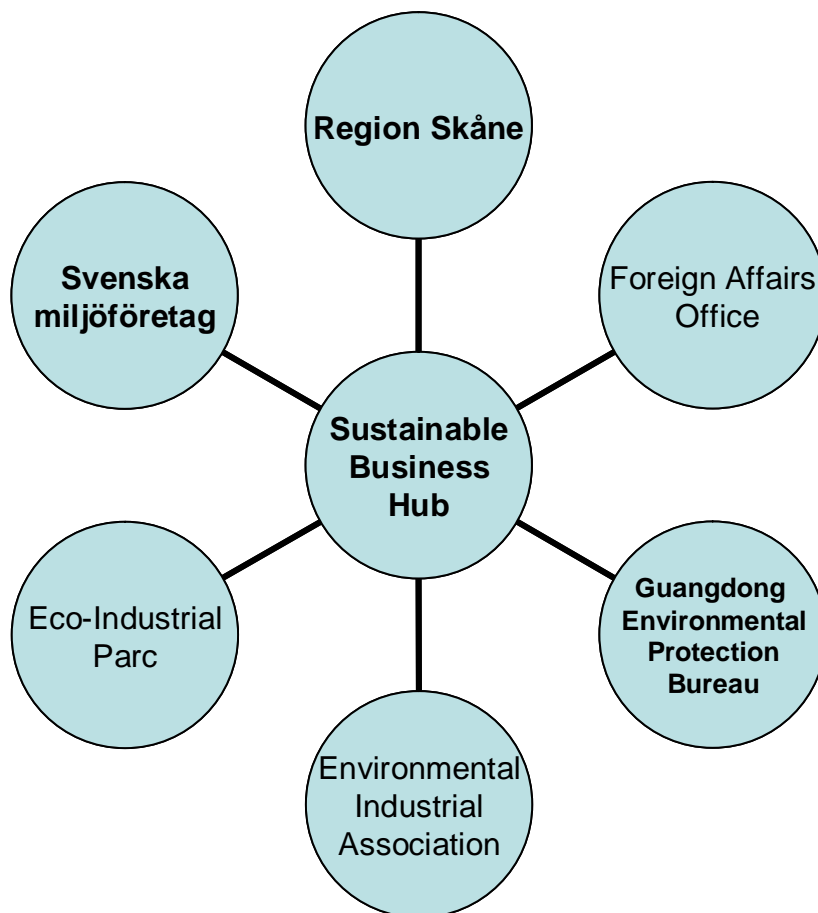 Region Skåne
Svenska
miljöföretag
Foreign Affairs
Office
Sustainable
Business
Hub
Eco-Industrial
Parc
Guangdong
Environmental
Protection
Bureau
Environmental
Industrial
Association